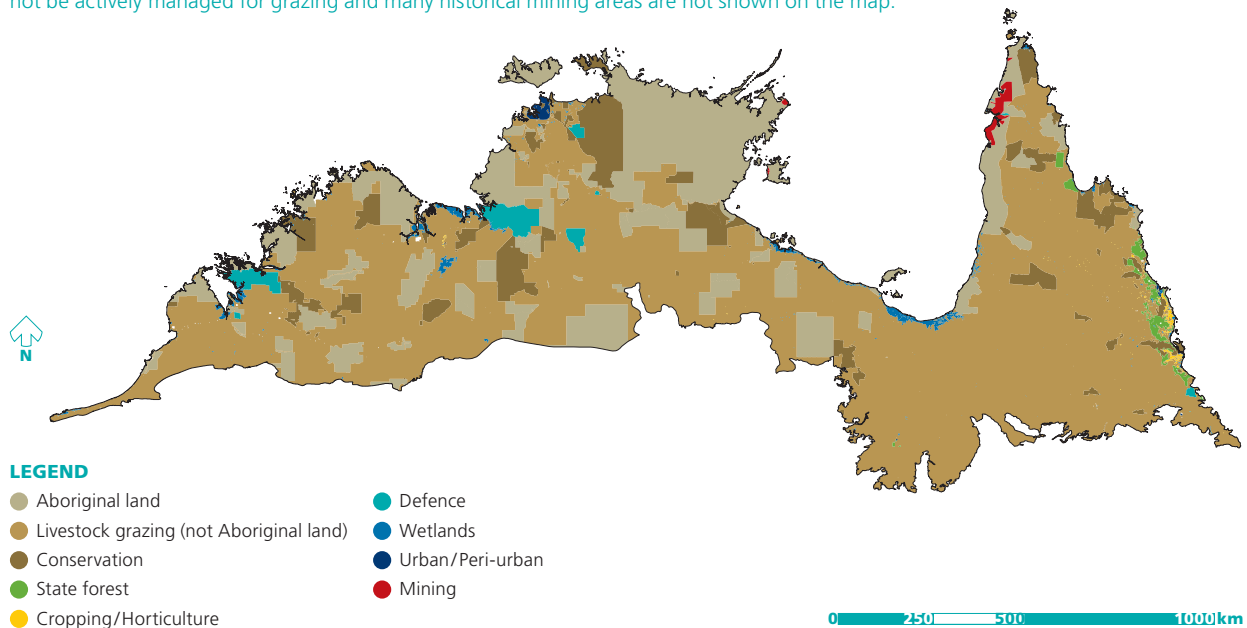 not be actively managed for grazing and many historical mining areas are not shown on the map.
N
LEGEND
Aboriginal land
Livestock grazing (not Aboriginal land)
Conservation
State forest
Cropping/Horticulture
Defence
Wetlands
Urban/Peri-urban
Mining
0 250 500 1000 km